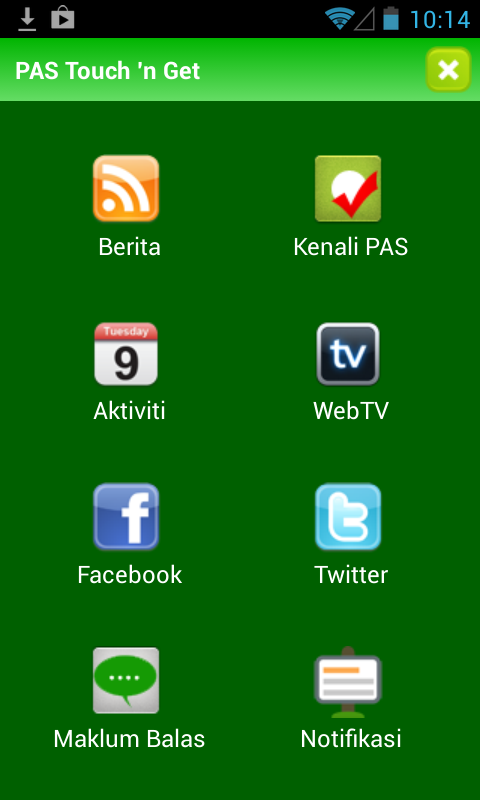 10:14
PAS Touch 'n Get
Berita
Kenali PAS
Tuesday
9
tv
Aktiviti
WebTV
f
t
Facebook
Twitter
Maklum Balas
Notifikasi